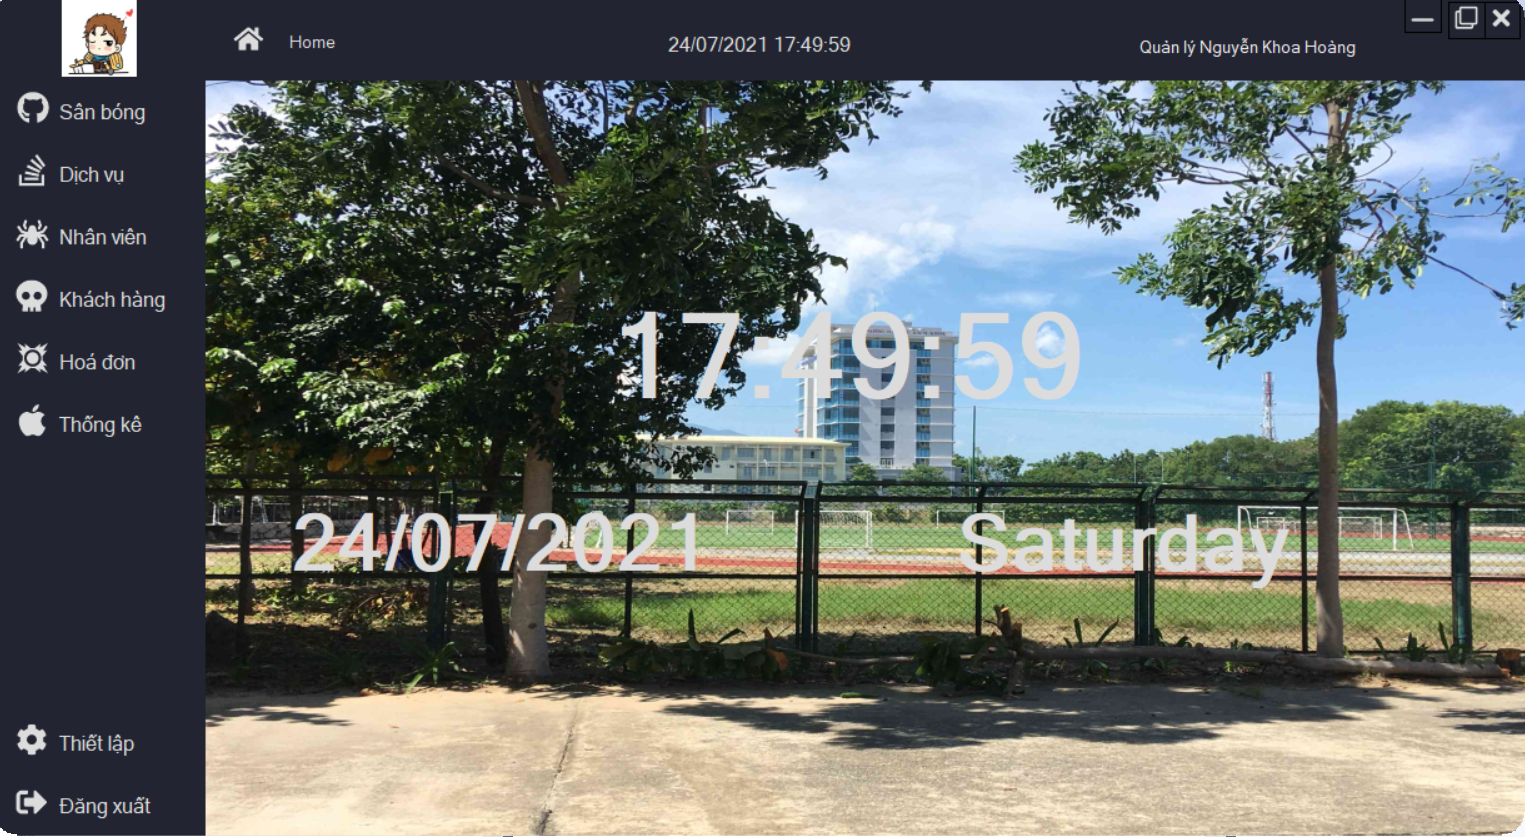 Home
24/07/2021 17:49:59
Quản lý Nguyễn Khoa Hoàng
Sân bóng
Dịch vụ
Nhân viên
Khách hàng
Hoá đơn
Thống kê
17:49:59
24/07/2021
Saturday
Thiết lập
Đăng xuất